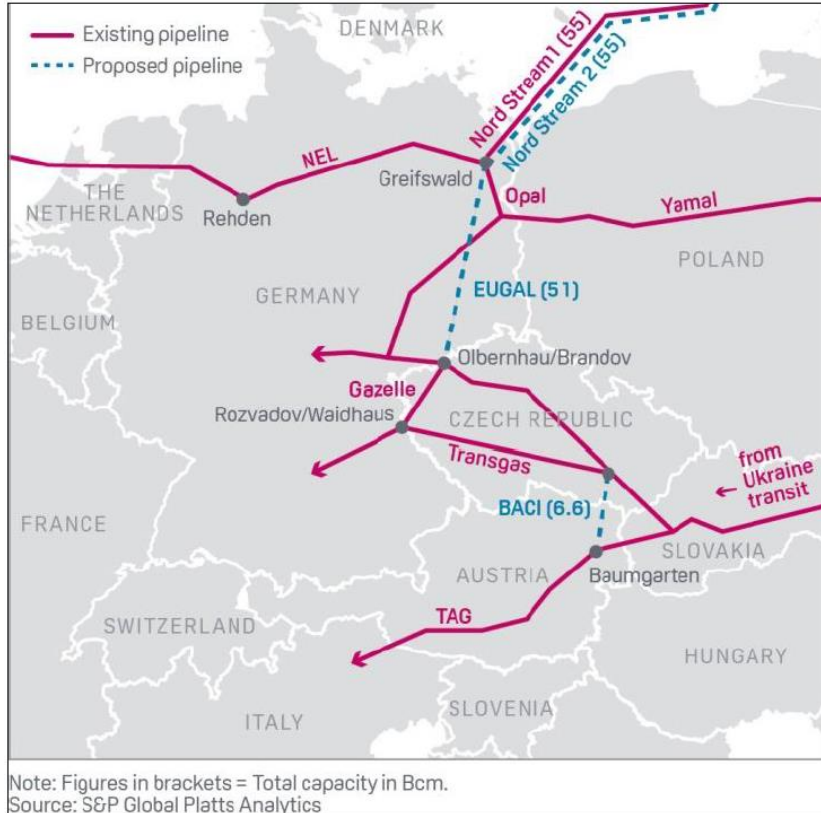 Existing pipeline
Proposed pipeline
DENMARK
Nord Stream 1 (55)
Nord Stream 2 (55)
NEL
Greifswald
THE
NETHERLANDS
Rehden
Opal
Yamal
POLAND
GERMANY
EUGAL (51)
BELGIUM
Olbernhau/Brandov
Gazelle
Rozvadov/Waidhaus
CZECH REPUBLIC
Transgas
from
Ukraine
transit
BACI (6.6)
FRANCE
SLOVAKIA
AUSTRIA
Baumgarten
SWITZERLAND
TAG
HUNGARY
ITALY
SLOVENIA
Note: Figures in brackets = Total capacity in Bcm.
Source: S&P Global Platts Analytics